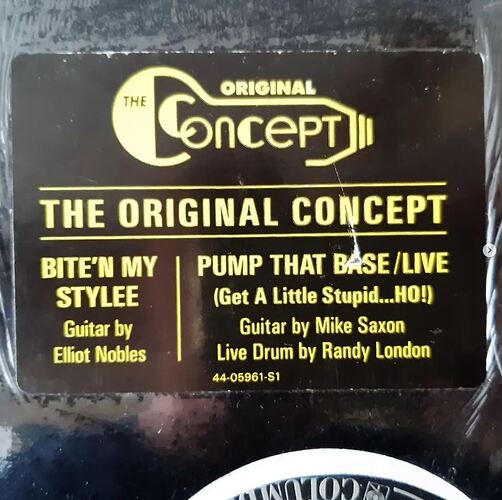 ORIGINAL
THE
CONCEPT
THE ORIGINAL CONCEPT
BITE'N MY
STYLEE
Guitar by
Elliot Nobles
PUMP THAT BASE/LIVE
(Get A Little Stupid...HO!)
Guitar by Mike Saxon
Live Drum by Randy London
44-05961-S1